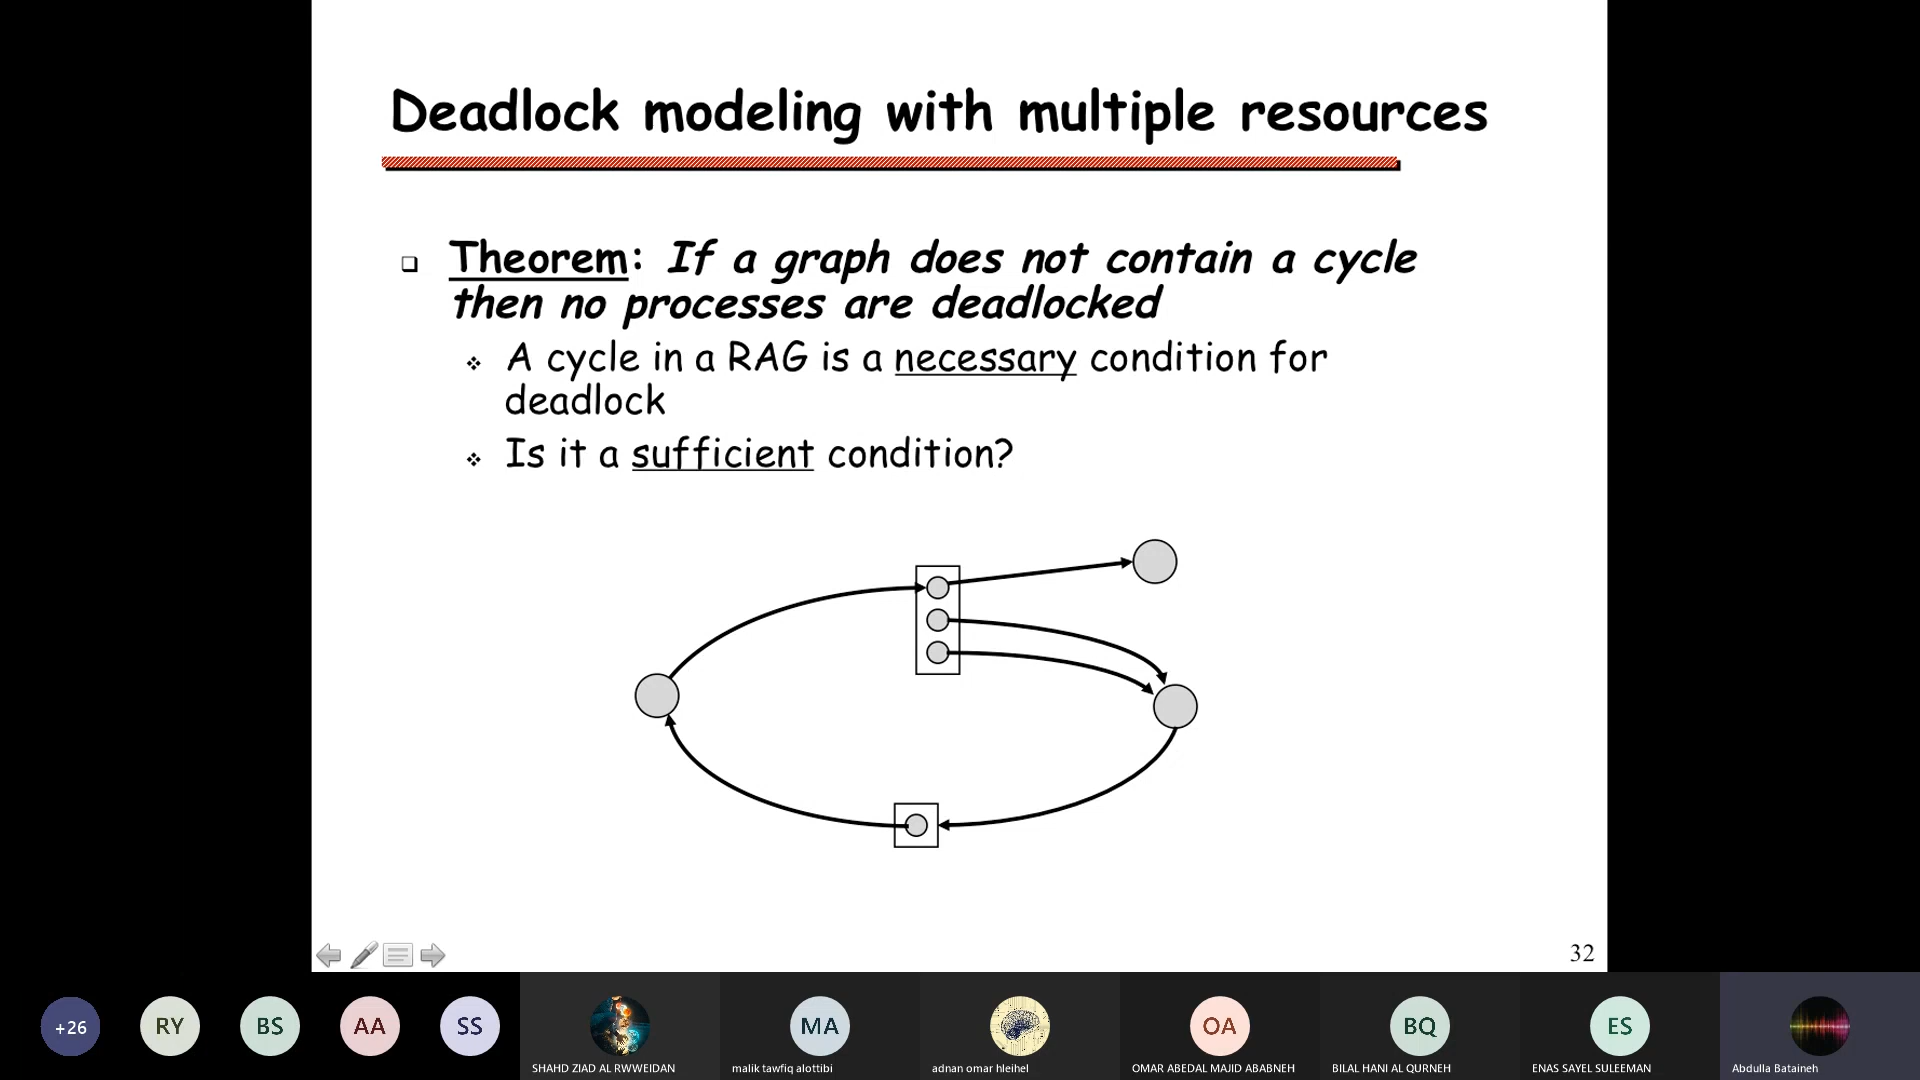 Deadlock modeling with multiple resources
Theorem: If a graph does not contain a cycle
then no processes are deadlocked
A cycle in a RAG is a necessary condition for
deadlock
Is it a sufficient condition?
32
+26
RY
BS
AA
SS
MA
OA
BQ
ES
SHAHD ZIAD AL RWWEIDAN
malik tawfiq alottibi
adnan omar hleihel
OMAR ABEDAL MAJID ABABNEH
BILAL HANI AL QURNEH
ENAS SAYEL SULEEMAN
Abdulla Bataineh